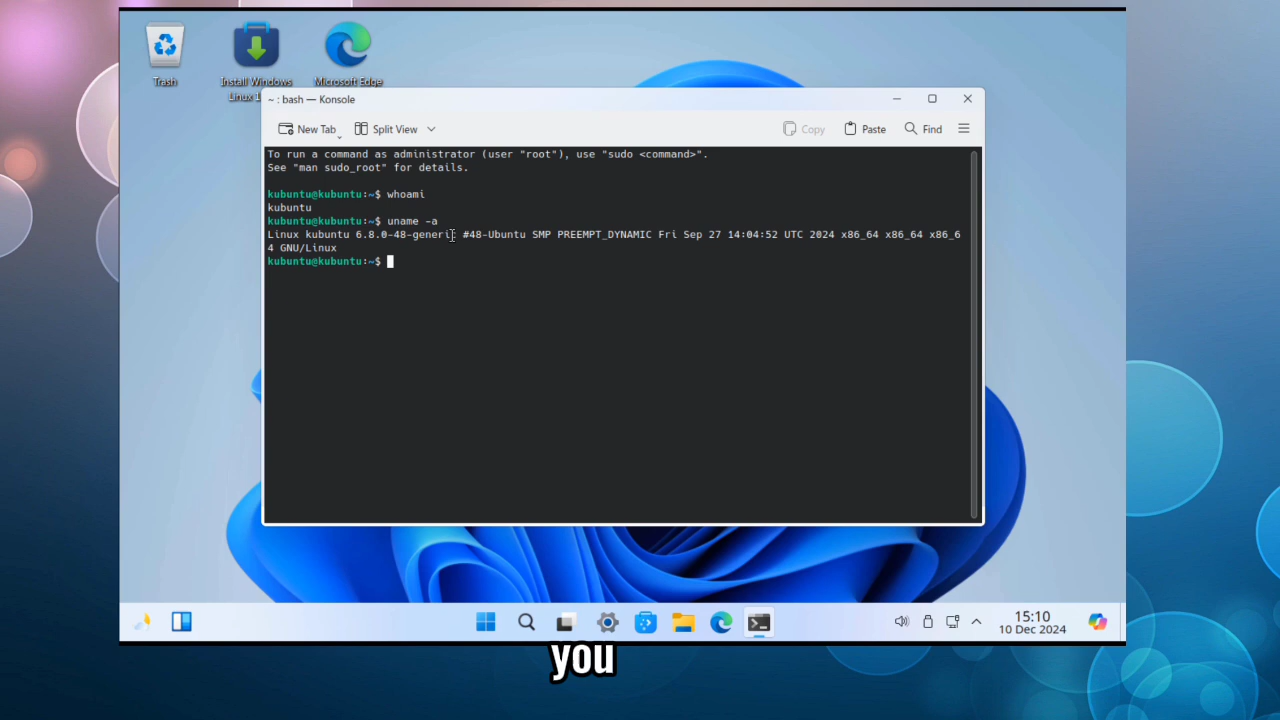 Trash
Install Windows
Linux 1
Microsoft Edge
~ : bash — Konsole
New Tab
Split View
Copy
Paste
Find
To run a command as administrator (user "root"), use "sudo <command>".
See "man sudo_root" for details.
kubuntu@kubuntu:~$ whoami
kubuntu
kubuntu@kubuntu:~$ uname -a
Linux kubuntu 6.8.0-48-generic #48-Ubuntu SMP PREEMPT_DYNAMIC Fri Sep 27 14:04:52 UTC 2024 x86_64 x86_64 x86_6
4 GNU/Linux
kubuntu@kubuntu:~$
15:10
10 Dec 2024
you